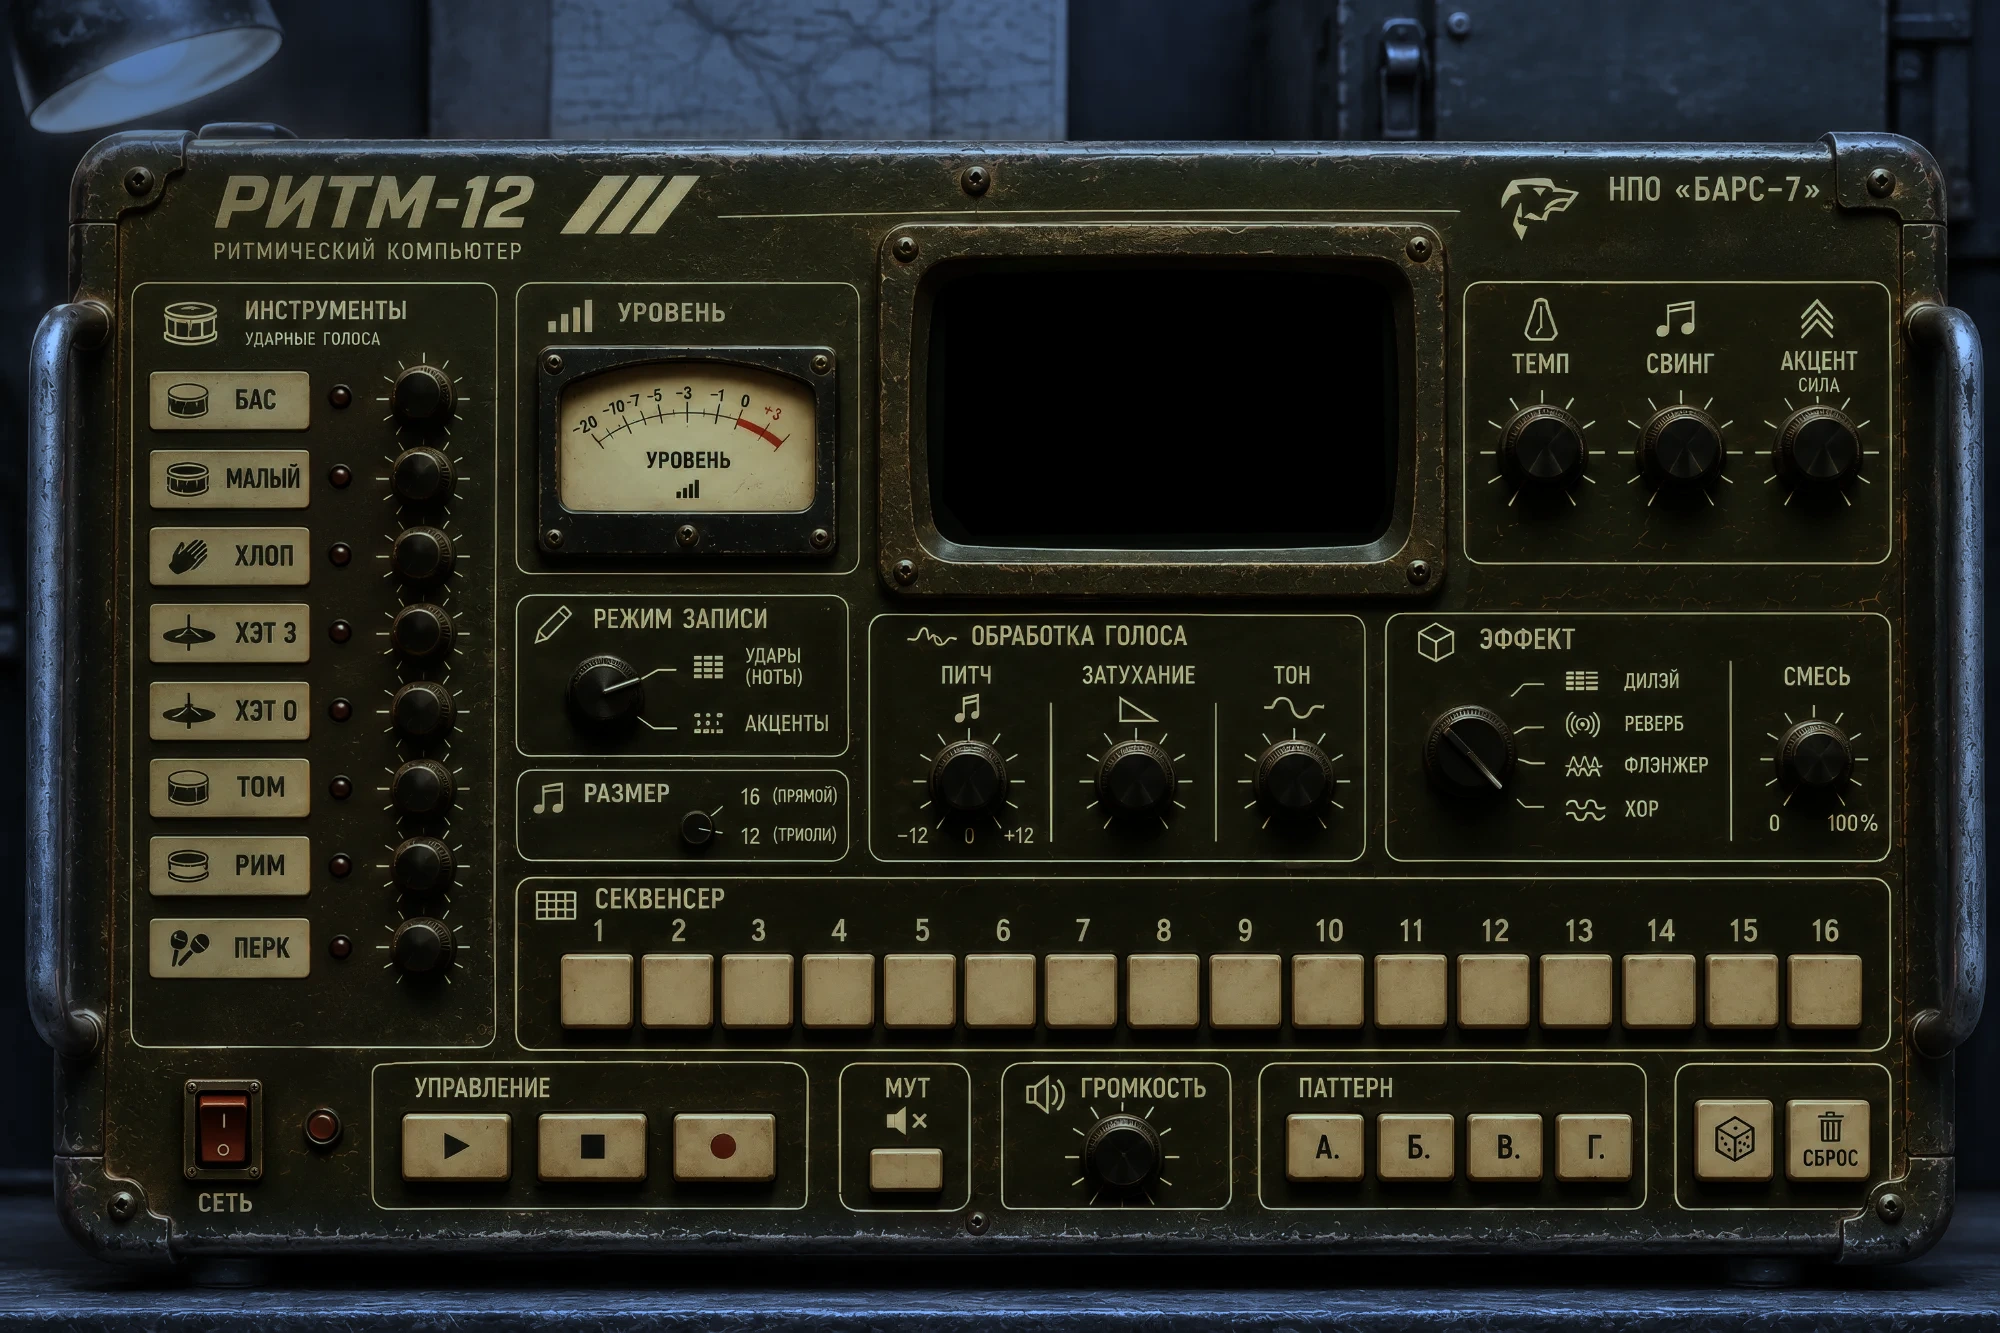 РИТМ-12
РИТМИЧЕСКИЙ КОМПЬЮТЕР
НПО «БАРС-7»
ИНСТРУМЕНТЫ
УДАРНЫЕ ГОЛОСА
БАС
МАЛЫЙ
ХЛОП
ХЭТ З
ХЭТ О
ТОМ
РИМ
ПЕРК
УРОВЕНЬ
-20 -10 -7 -5 -3 -1 0 +3
УРОВЕНЬ
ТЕМП
СВИНГ
АКЦЕНТ
СИЛА
РЕЖИМ ЗАПИСИ
УДАРЫ
(НОТЫ)
АКЦЕНТЫ
РАЗМЕР
16 (ПРЯМОЙ)
12 (ТРИОЛИ)
ОБРАБОТКА ГОЛОСА
ПИТЧ
-12 0 +12
ЗАТУХАНИЕ
ТОН
ЭФФЕКТ
ДИЛЭЙ
РЕВЕРБ
ФЛЭНЖЕР
ХОР
СМЕСЬ
0 100%
СЕКВЕНСЕР
1 2 3 4 5 6 7 8 9 10 11 12 13 14 15 16
I
O
СЕТЬ
УПРАВЛЕНИЕ
МУТ
ГРОМКОСТЬ
ПАТТЕРН
А. Б. В. Г.
СБРОС